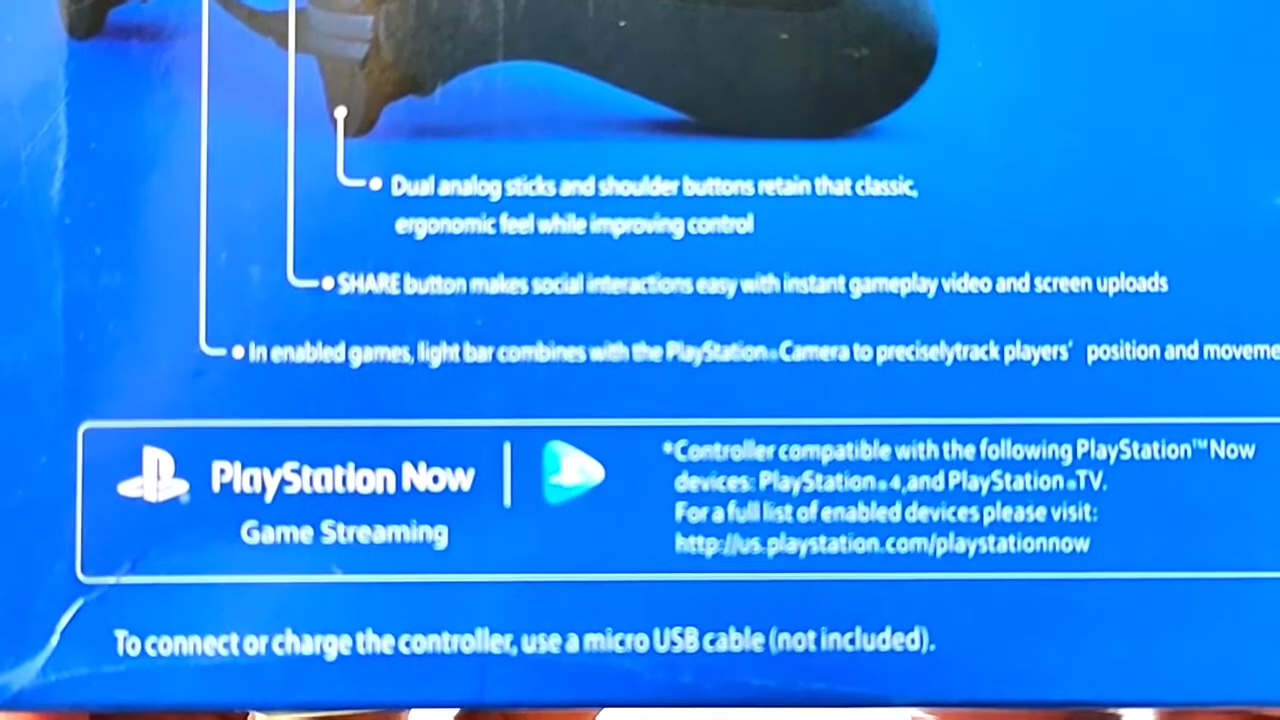 Dual analog sticks and shoulder buttons retain that classic,
ergonomic feel while improving control
SHARE button makes social interactions easy with instant gameplay video and screen uploads
In enabled games, light bar combines with the PlayStation®Camera to preciselytrack players' position and moveme
PlayStation Now
Game Streaming
*Controller compatible with the following PlayStation™Now
devices: PlayStation®4,and PlayStation®TV.
For a full list of enabled devices please visit:
http://us.playstation.com/playstationnow
To connect or charge the controller, use a micro USB cable (not included).